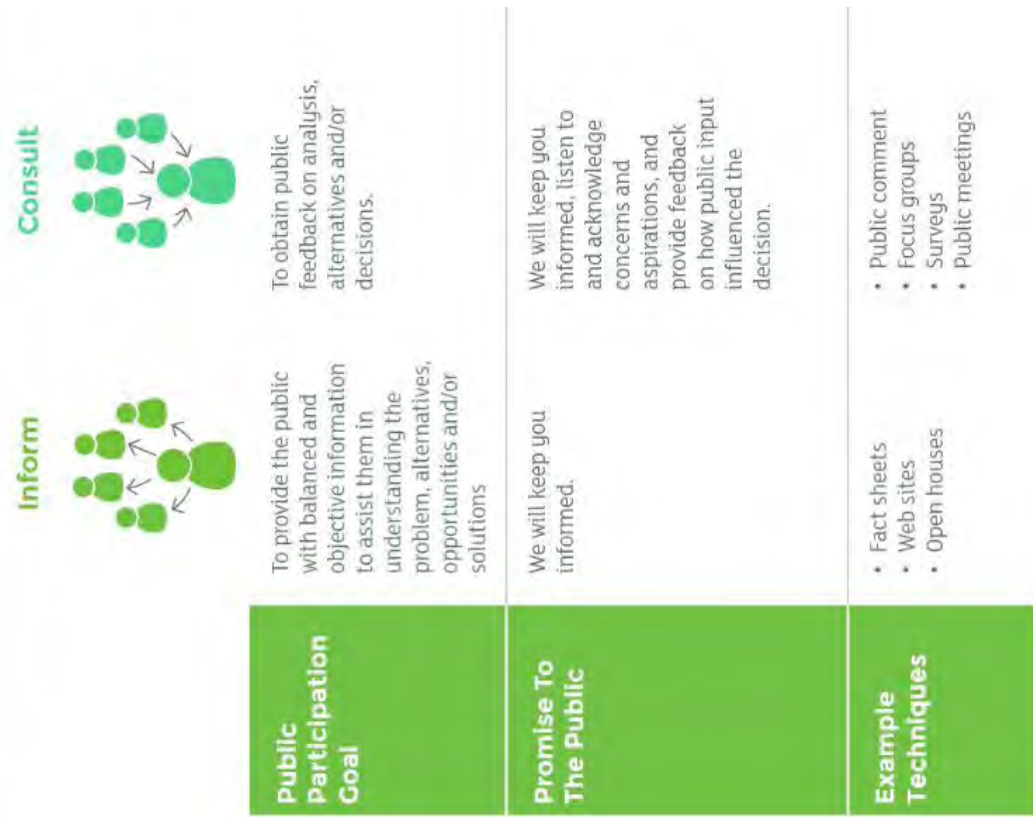 Inform
Consult
Public
Participation
Goal
To provide the public
with balanced and
objective information
to assist them in
understanding the
problem, alternatives,
opportunities and/or
solutions
To obtain public
feedback on analysis,
alternatives and/or
decisions.
Promise To
The Public
We will keep you
informed.
We will keep you
informed, listen to
and acknowledge
concerns and
aspirations, and
provide feedback
on how public input
influenced the
decision.
Example
Techniques
• Fact sheets
• Web sites
• Open houses
• Public comment
• Focus groups
• Surveys
• Public meetings